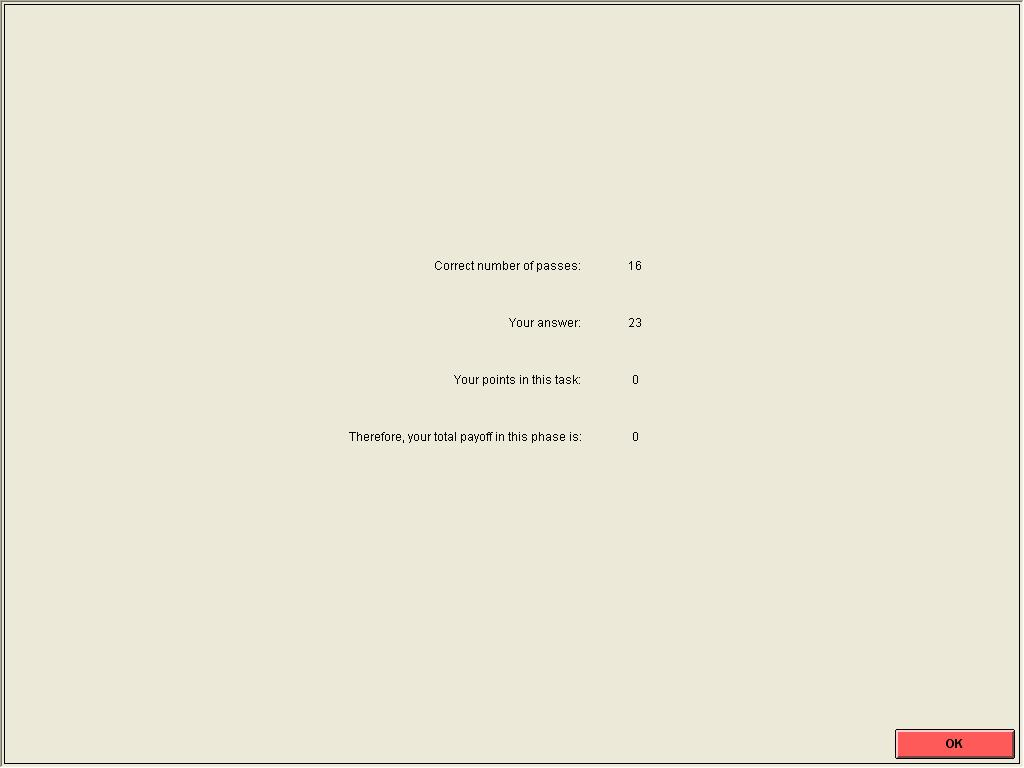 Correct number of passes: 16
Your answer: 23
Your points in this task: 0
Therefore, your total payoff in this phase is: 0
OK